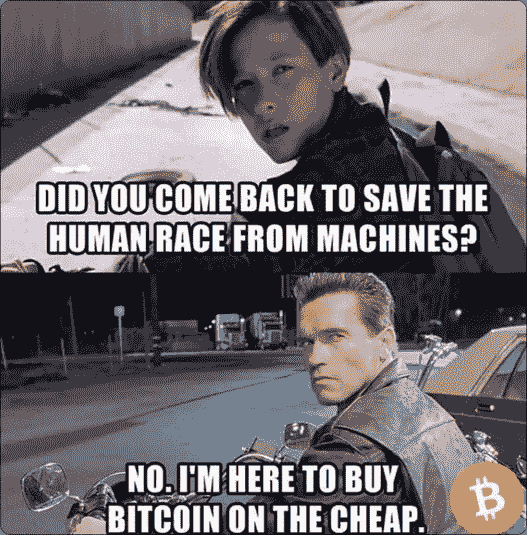 DID YOU COME BACK TO SAVE THE
HUMAN RACE FROM MACHINES?
NO. I'M HERE TO BUY
BITCOIN ON THE CHEAP.